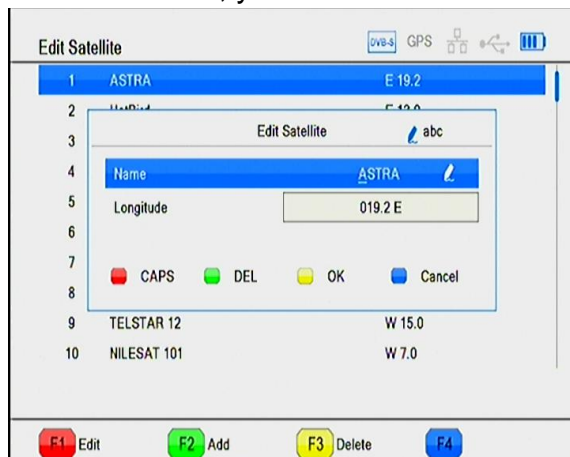 Edit Satellite DVB-S GPS
1 ASTRA E 19.2
2
3 Edit Satellite abc
4 Name ASTRA
5 Longitude 019.2 E
6
7 CAPS DEL OK Cancel
8
9 TELSTAR 12 W 15.0
10 NILESAT 101 W 7.0
F1 Edit F2 Add F3 Delete F4